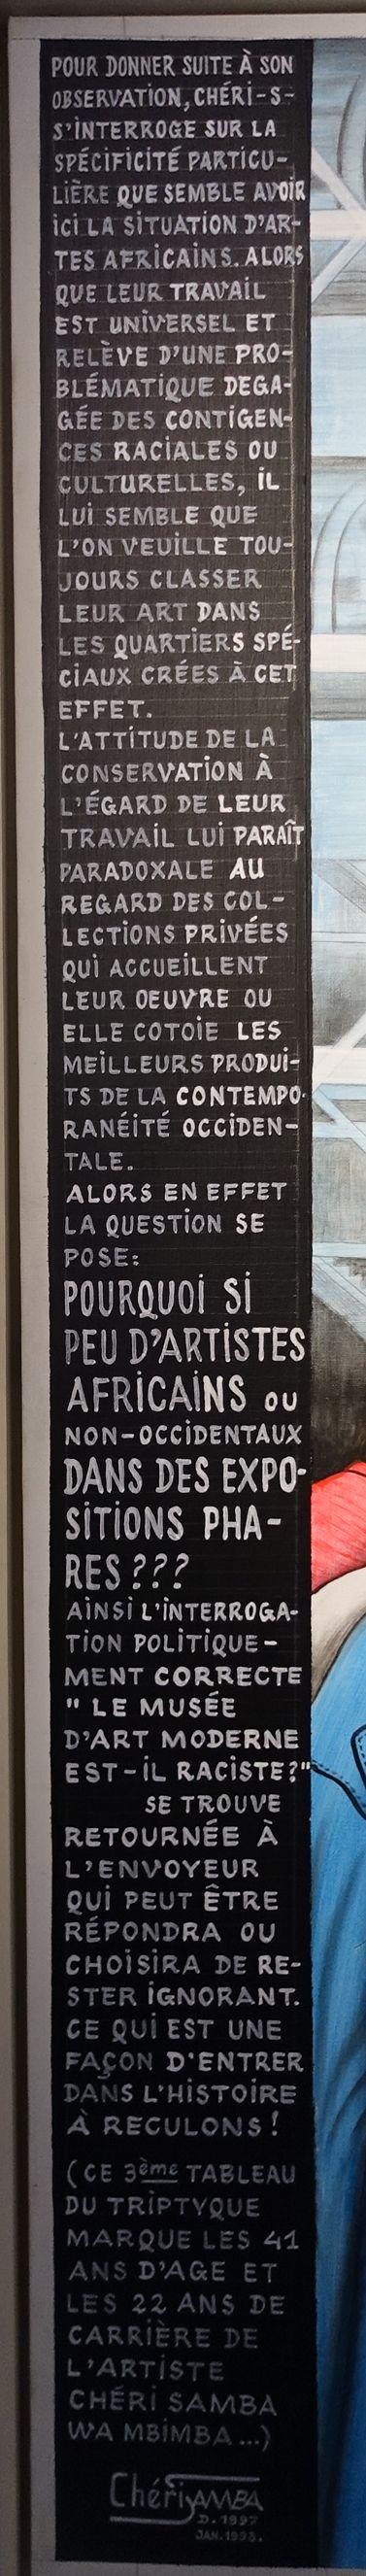 POUR DONNER SUITE À SON
OBSERVATION, CHÉRI-S-
S'INTERROGE SUR LA
SPÉCIFICITÉ PARTICU-
LIÈRE QUE SEMBLE AVOIR
ICI LA SITUATION D'AR-
TES AFRICAINS. ALORS
QUE LEUR TRAVAIL
EST UNIVERSEL ET
RELÈVE D'UNE PRO-
BLÉMATIQUE DEGA-
GÉE DES CONTIGEN-
CES RACIALES OU
CULTURELLES, IL
LUI SEMBLE QUE
L'ON VEUILLE TOU-
JOURS CLASSER
LEUR ART DANS
LES QUARTIERS SPÉ-
CIAUX CRÉES À CET
EFFET.
L'ATTITUDE DE LA
CONSERVATION À
L'ÉGARD DE LEUR
TRAVAIL LUI PARAÎT
PARADOXALE AU
REGARD DES COL-
LECTIONS PRIVÉES
QUI ACCUEILLENT
LEUR OEUVRE OU
ELLE COTOIE LES
MEILLEURS PRODUI-
TS DE LA CONTEMPO-
RANÉITÉ OCCIDEN-
TALE.
ALORS EN EFFET
LA QUESTION SE
POSE:
POURQUOI SI
PEU D'ARTISTES
AFRICAINS OU
NON-OCCIDENTAUX
DANS DES EXPO-
SITIONS PHA-
RES ???
AINSI L'INTERROGA-
TION POLITIQUE-
MENT CORRECTE
" LE MUSÉE
D'ART MODERNE
EST-IL RACISTE?"
SE TROUVE
RETOURNÉE À
L'ENVOYEUR
QUI PEUT ÊTRE
RÉPONDRA OU
CHOISIRA DE RE-
STER IGNORANT.
CE QUI EST UNE
FAÇON D'ENTRER
DANS L'HISTOIRE
À RECULONS!
(CE 3ème TABLEAU
DU TRIPTYQUE
MARQUE LES 41
ANS D'AGE ET
LES 22 ANS DE
CARRIÈRE DE
L'ARTISTE
CHÉRI SAMBA
WA MBIMBA...)
Chéri SAMBA
D. 1997
JAN. 1998.